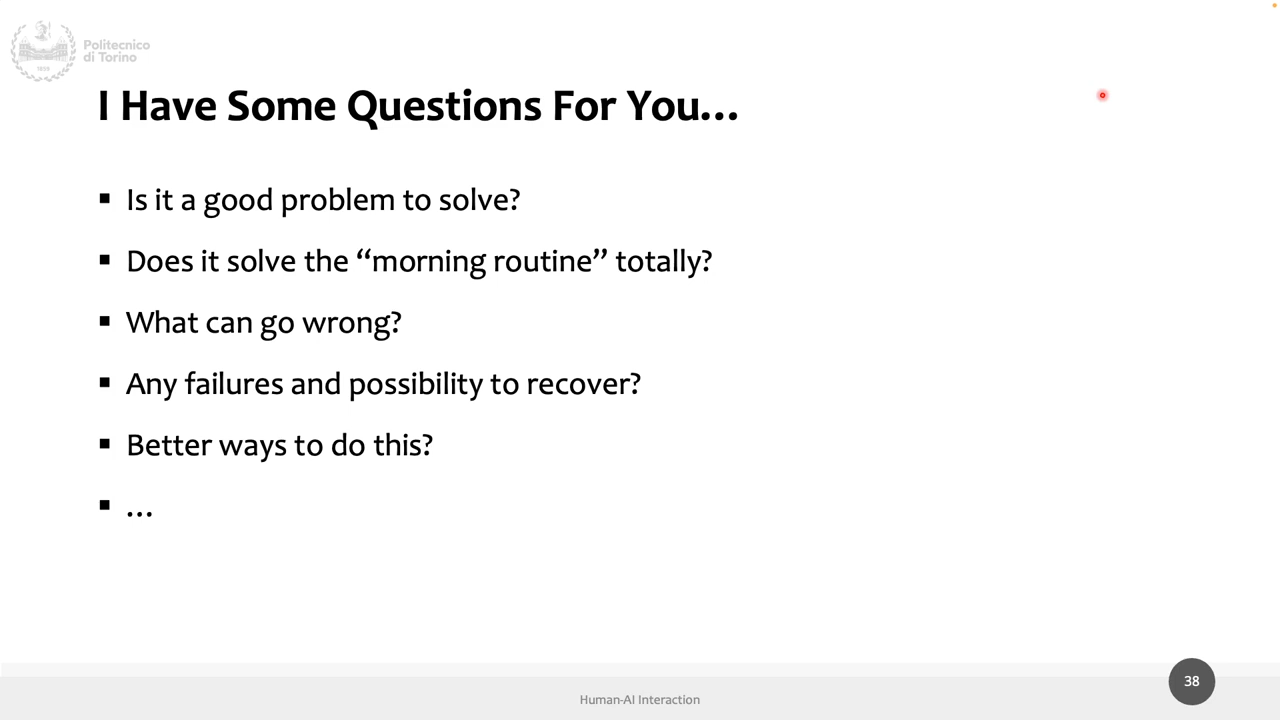 Politecnico
di Torino
1859
I Have Some Questions For You...
▪ Is it a good problem to solve?
▪ Does it solve the “morning routine” totally?
▪ What can go wrong?
▪ Any failures and possibility to recover?
▪ Better ways to do this?
▪ ...
38
Human-AI Interaction